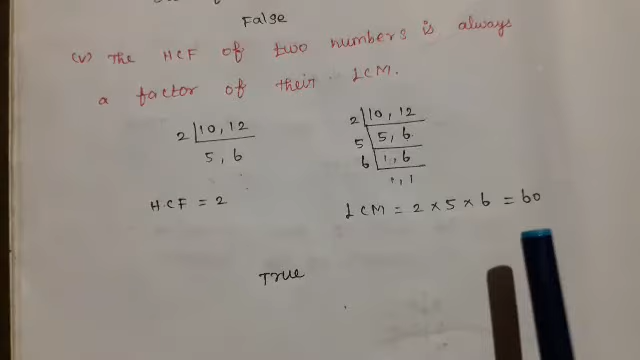 False
(v) The HCF of two numbers is always
a factor of their LCM.
2 | 10, 12
5, 6
HCF = 2
2 | 10, 12
5 | 5, 6
6 | 1, 6
1, 1
LCM = 2 × 5 × 6 = 60
True